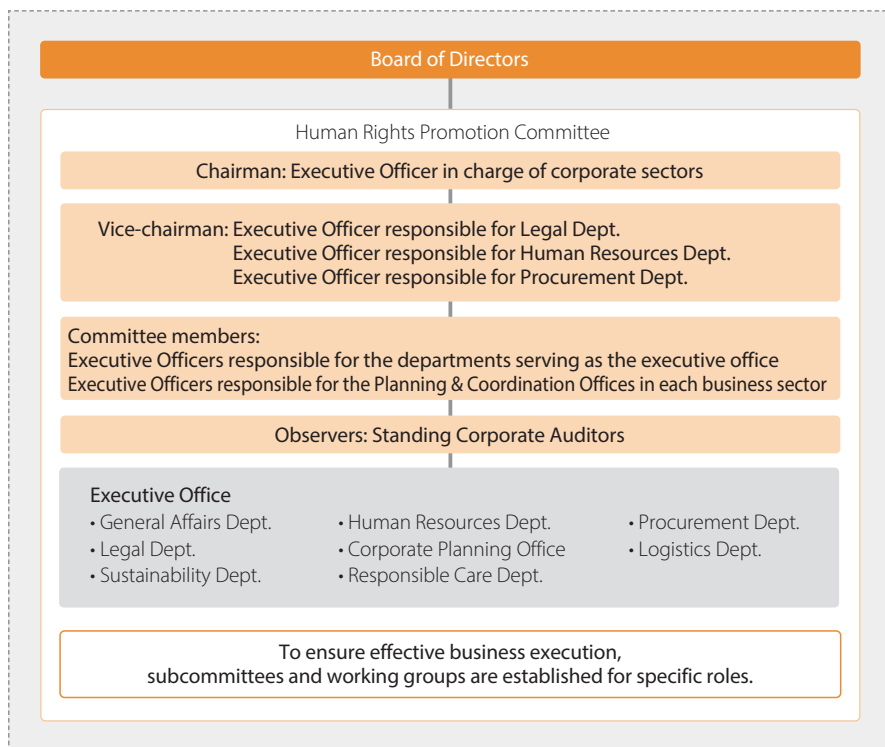 Board of Directors
Human Rights Promotion Committee
Chairman: Executive Officer in charge of corporate sectors
Vice-chairman: Executive Officer responsible for Legal Dept.
Executive Officer responsible for Human Resources Dept.
Executive Officer responsible for Procurement Dept.
Committee members:
Executive Officers responsible for the departments serving as the executive office
Executive Officers responsible for the Planning & Coordination Offices in each business sector
Observers: Standing Corporate Auditors
Executive Office
• General Affairs Dept.
• Legal Dept.
• Sustainability Dept.
• Human Resources Dept.
• Corporate Planning Office
• Responsible Care Dept.
• Procurement Dept.
• Logistics Dept.
To ensure effective business execution,
subcommittees and working groups are established for specific roles.